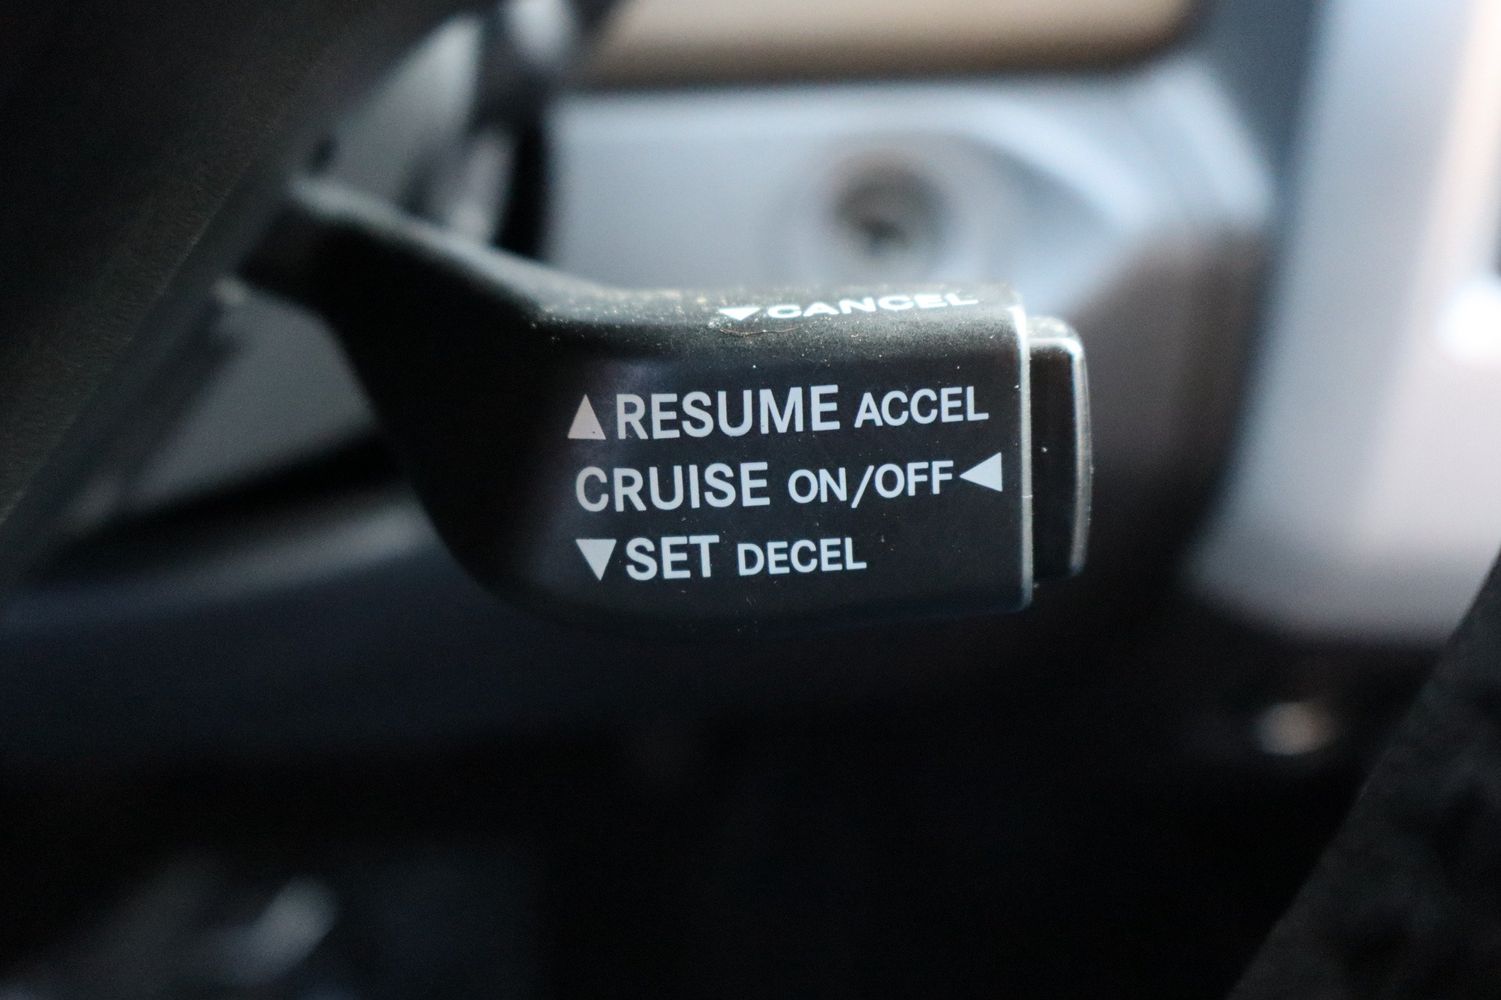 ▼CANCEL
▲RESUME ACCEL
CRUISE ON/OFF◀
▼SET DECEL